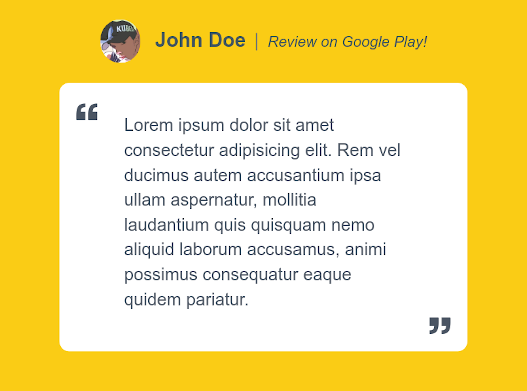 John Doe | Review on Google Play!
Lorem ipsum dolor sit amet
consectetur adipisicing elit. Rem vel
ducimus autem accusantium ipsa
ullam aspernatur, mollitia
laudantium quis quisquam nemo
aliquid laborum accusamus, animi
possimus consequatur eaque
quidem pariatur.